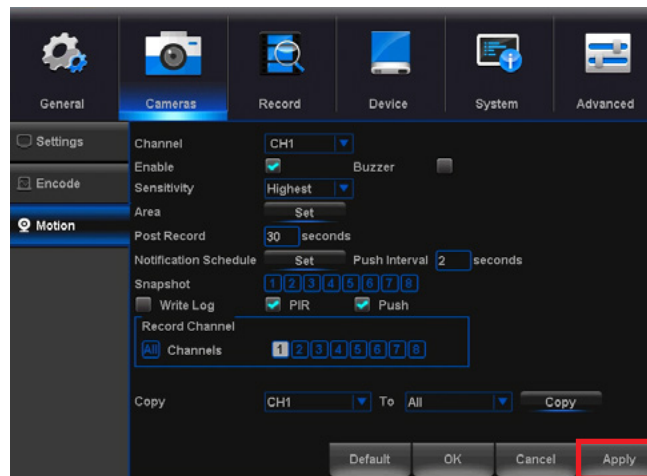 General Cameras Record Device System Advanced
Settings
Encode
Motion
Channel CH1
Enable Buzzer
Sensitivity Highest
Area Set
Post Record 30 seconds
Notification Schedule Set Push Interval 2 seconds
Snapshot 1 2 3 4 5 6 7 8
Write Log PIR Push
Record Channel
All Channels 1 2 3 4 5 6 7 8
Copy CH1 To All Copy
Default OK Cancel Apply